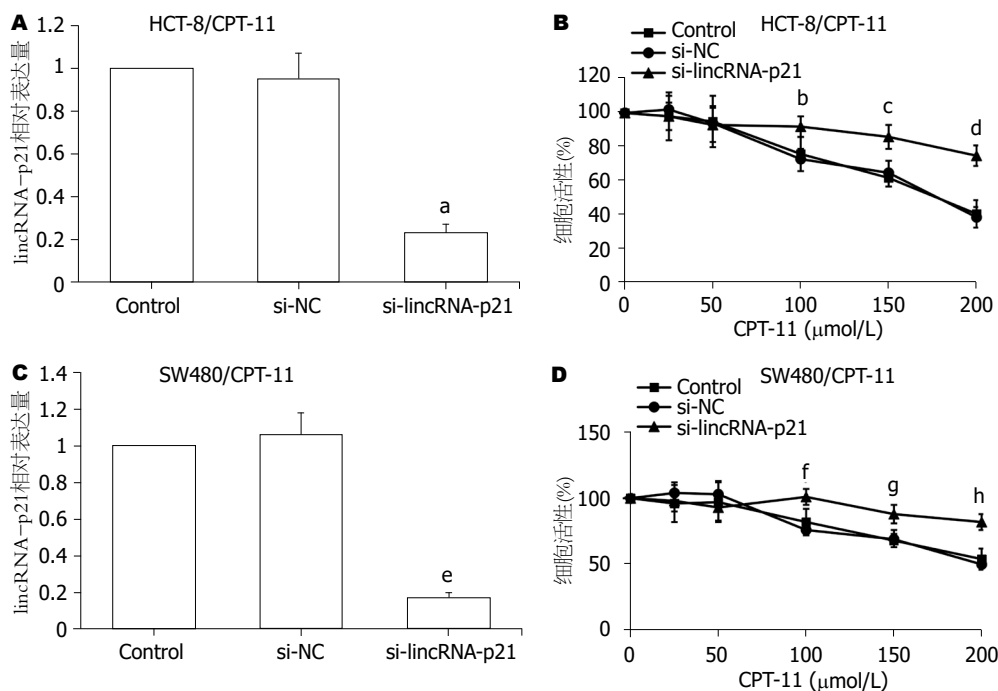 A
HCT-8/CPT-11
lincRNA-p21相对表达量
1.2
1
0.8
0.6
0.4
0.2
0
a
Control
si-NC
si-lincRNA-p21
B
HCT-8/CPT-11
Control
si-NC
si-lincRNA-p21
细胞活性(%)
120
100
80
60
40
20
0
b
c
d
0
50
100
150
200
CPT-11 (μmol/L)
C
SW480/CPT-11
lincRNA-p21相对表达量
1.4
1.2
1
0.8
0.6
0.4
0.2
0
e
Control
si-NC
si-lincRNA-p21
D
SW480/CPT-11
Control
si-NC
si-lincRNA-p21
细胞活性(%)
150
100
50
0
f
g
h
0
50
100
150
200
CPT-11 (μmol/L)